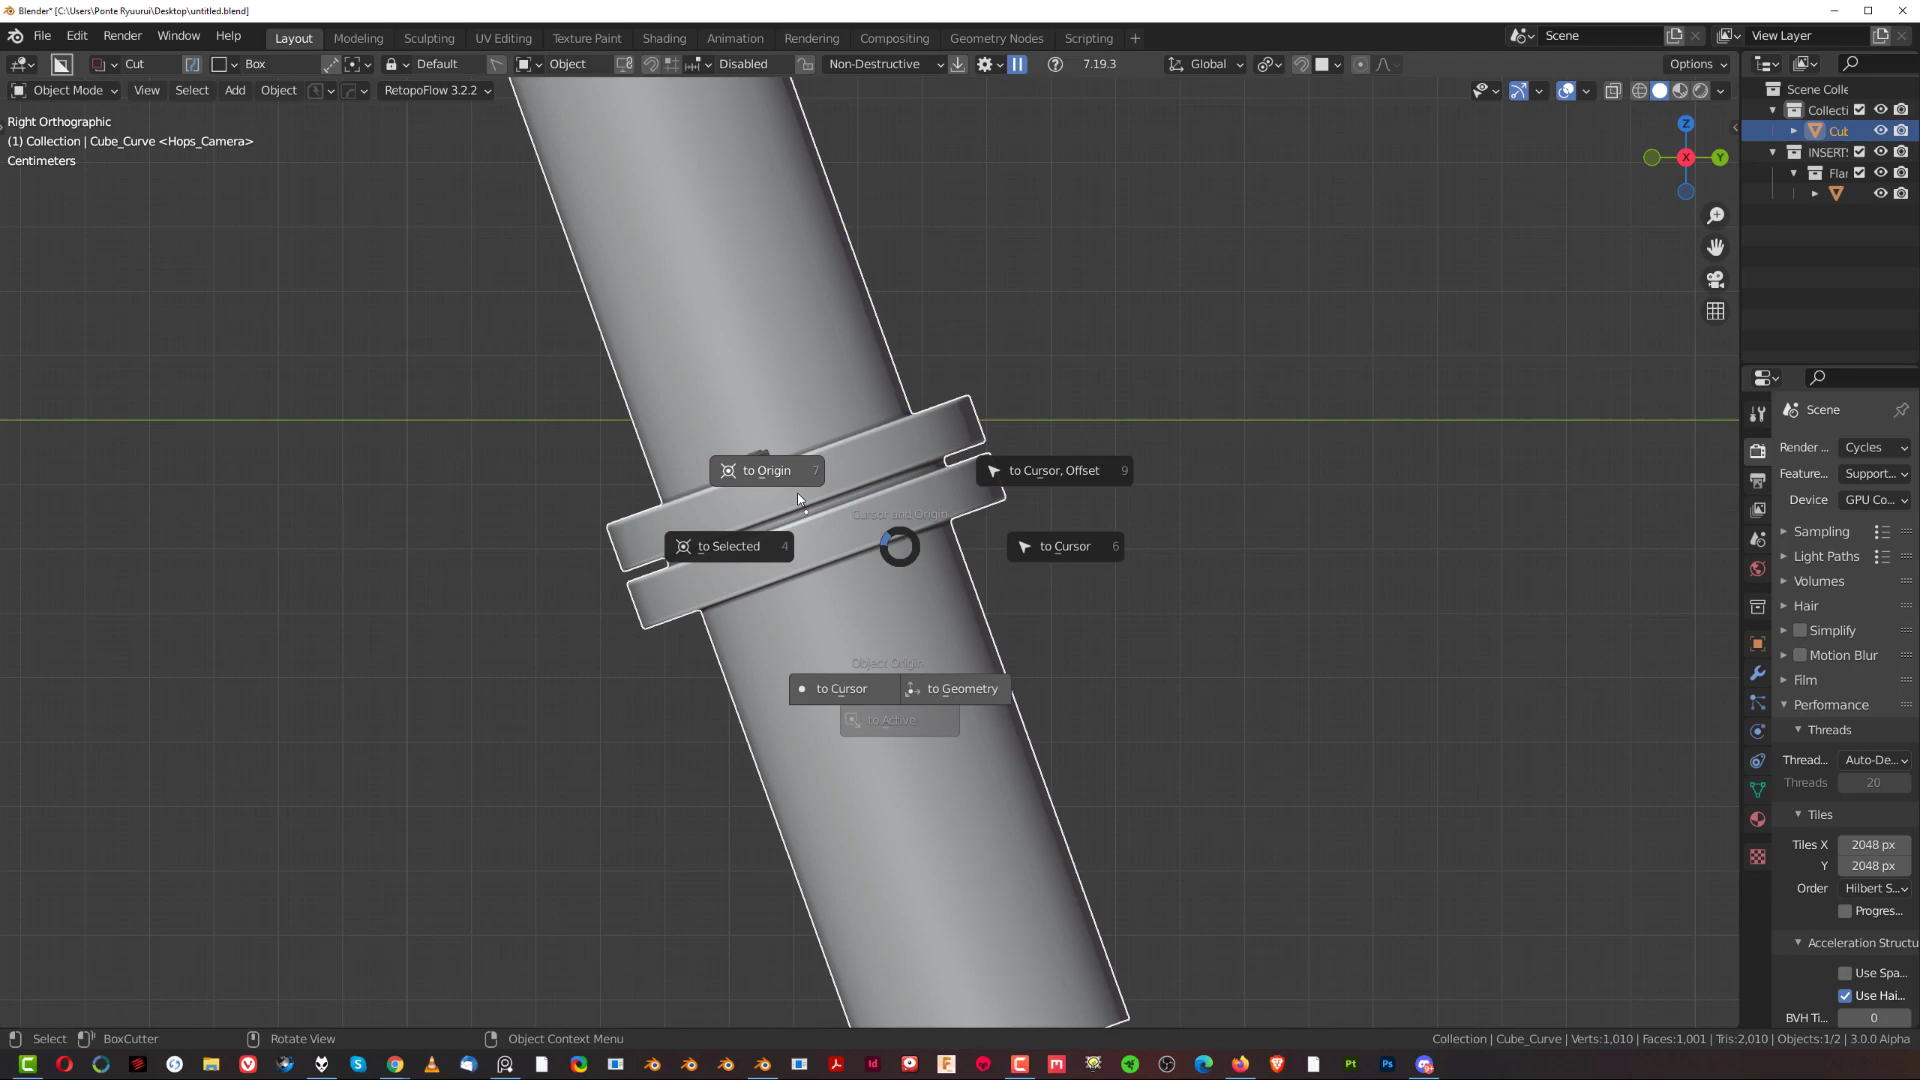 Blender* [C:\Users\Ponte Ryuurui\Desktop\untitled.blend]
File Edit Render Window Help Layout Modeling Sculpting UV Editing Texture Paint Shading Animation Rendering Compositing Geometry Nodes Scripting + Scene View Layer
Cut Box Default Object Disabled Non-Destructive 7.19.3 Global Options
Object Mode View Select Add Object RetopoFlow 3.2.2
Right Orthographic
(1) Collection | Cube_Curve <Hops_Camera>
Centimeters
Z
X
Y
Scene Colle
Collecti
Cub
INSERT
Flar
to Origin 7
to Cursor, Offset 9
Cursor and Origin
to Selected 4
to Cursor 6
Object Origin
to Cursor
to Geometry
to Active
Scene
Render ... Cycles
Feature... Support...
Device GPU Co...
Sampling
Light Paths
Volumes
Hair
Simplify
Motion Blur
Film
Performance
Threads
Thread... Auto-De...
Threads 20
Tiles
Tiles X 2048 px
Y 2048 px
Order Hilbert S...
Progres...
Acceleration Structu
Use Spa...
Use Hai...
BVH Ti... 0
Select BoxCutter Rotate View Object Context Menu Collection | Cube_Curve | Verts:1,010 | Faces:1,001 | Tris:2,010 | Objects:1/2 | 3.0.0 Alpha
Id
Pt
Ps